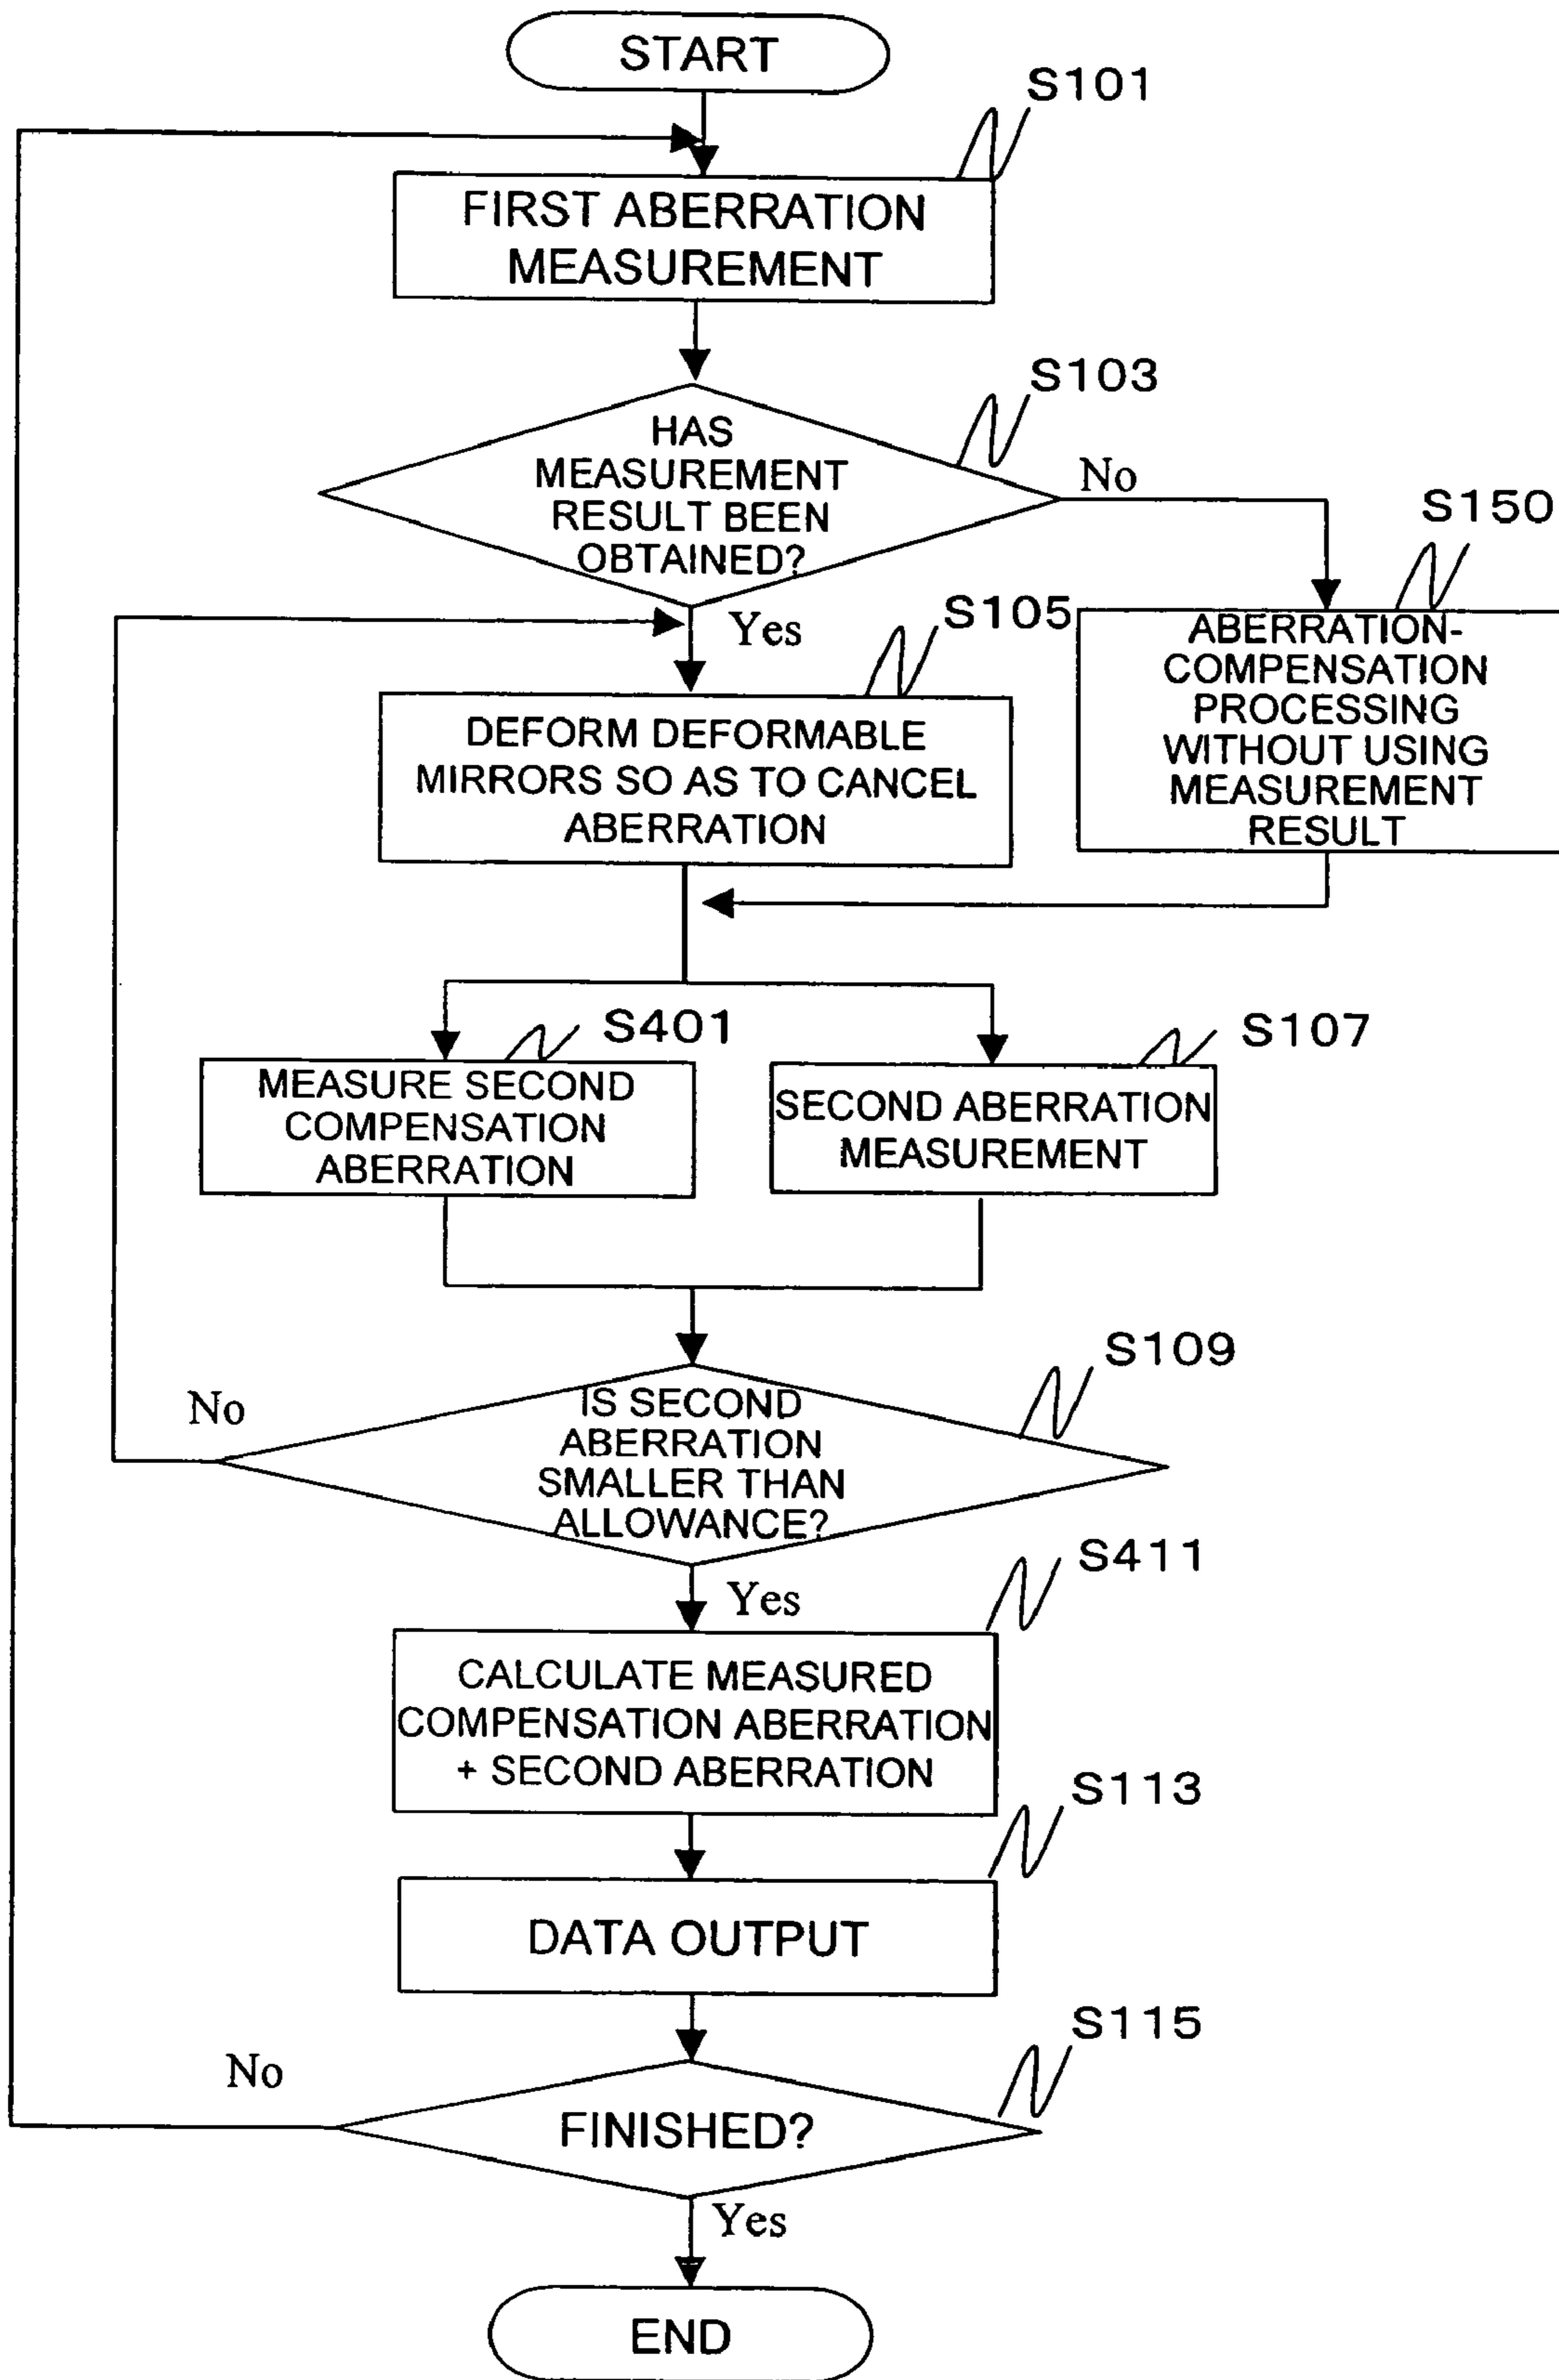 START
S101
FIRST ABERRATION
MEASUREMENT
S103
HAS
MEASUREMENT
RESULT BEEN
OBTAINED?
No
S150
Yes
S105
ABERRATION-
COMPENSATION
PROCESSING
WITHOUT USING
MEASUREMENT
RESULT
DEFORM DEFORMABLE
MIRRORS SO AS TO CANCEL
ABERRATION
S401
S107
MEASURE SECOND
COMPENSATION
ABERRATION
SECOND ABERRATION
MEASUREMENT
S109
No
IS SECOND
ABERRATION
SMALLER THAN
ALLOWANCE?
S411
Yes
CALCULATE MEASURED
COMPENSATION ABERRATION
+ SECOND ABERRATION
S113
DATA OUTPUT
S115
No
FINISHED?
Yes
END